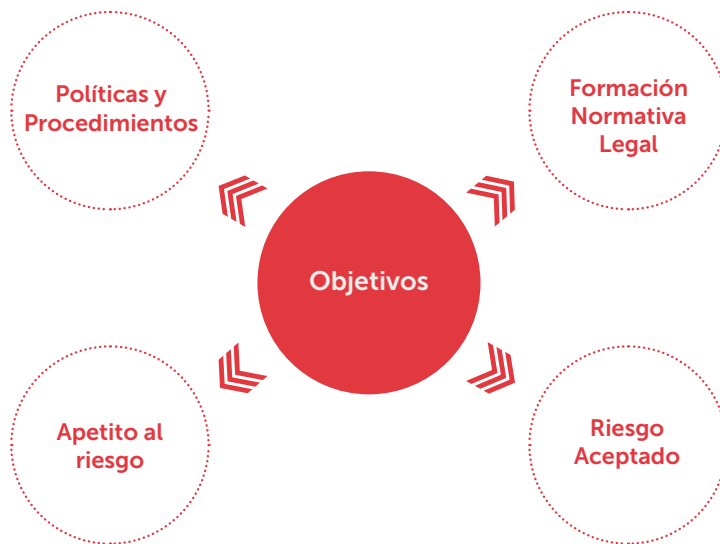 Políticas y
Procedimientos
Formación
Normativa
Legal
Objetivos
Apetito al
riesgo
Riesgo
Aceptado